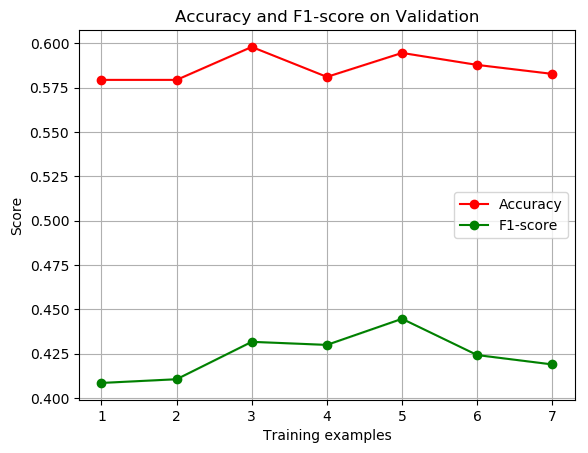 Accuracy and F1-score on Validation
0.600
0.575
0.550
0.525
0.500
0.475
0.450
0.425
0.400
Score
Accuracy
F1-score
1 2 3 4 5 6 7
Training examples